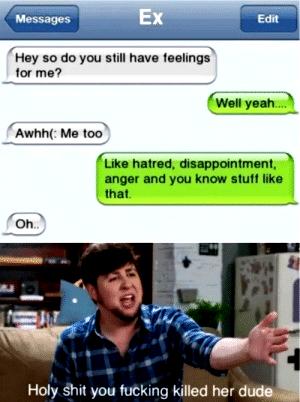 Messages
Ex
Edit
Hey so do you still have feelings
for me?
Well yeah....
Awhh(: Me too
Like hatred, disappointment,
anger and you know stuff like
that.
Oh..
Holy shit you fucking killed her dude